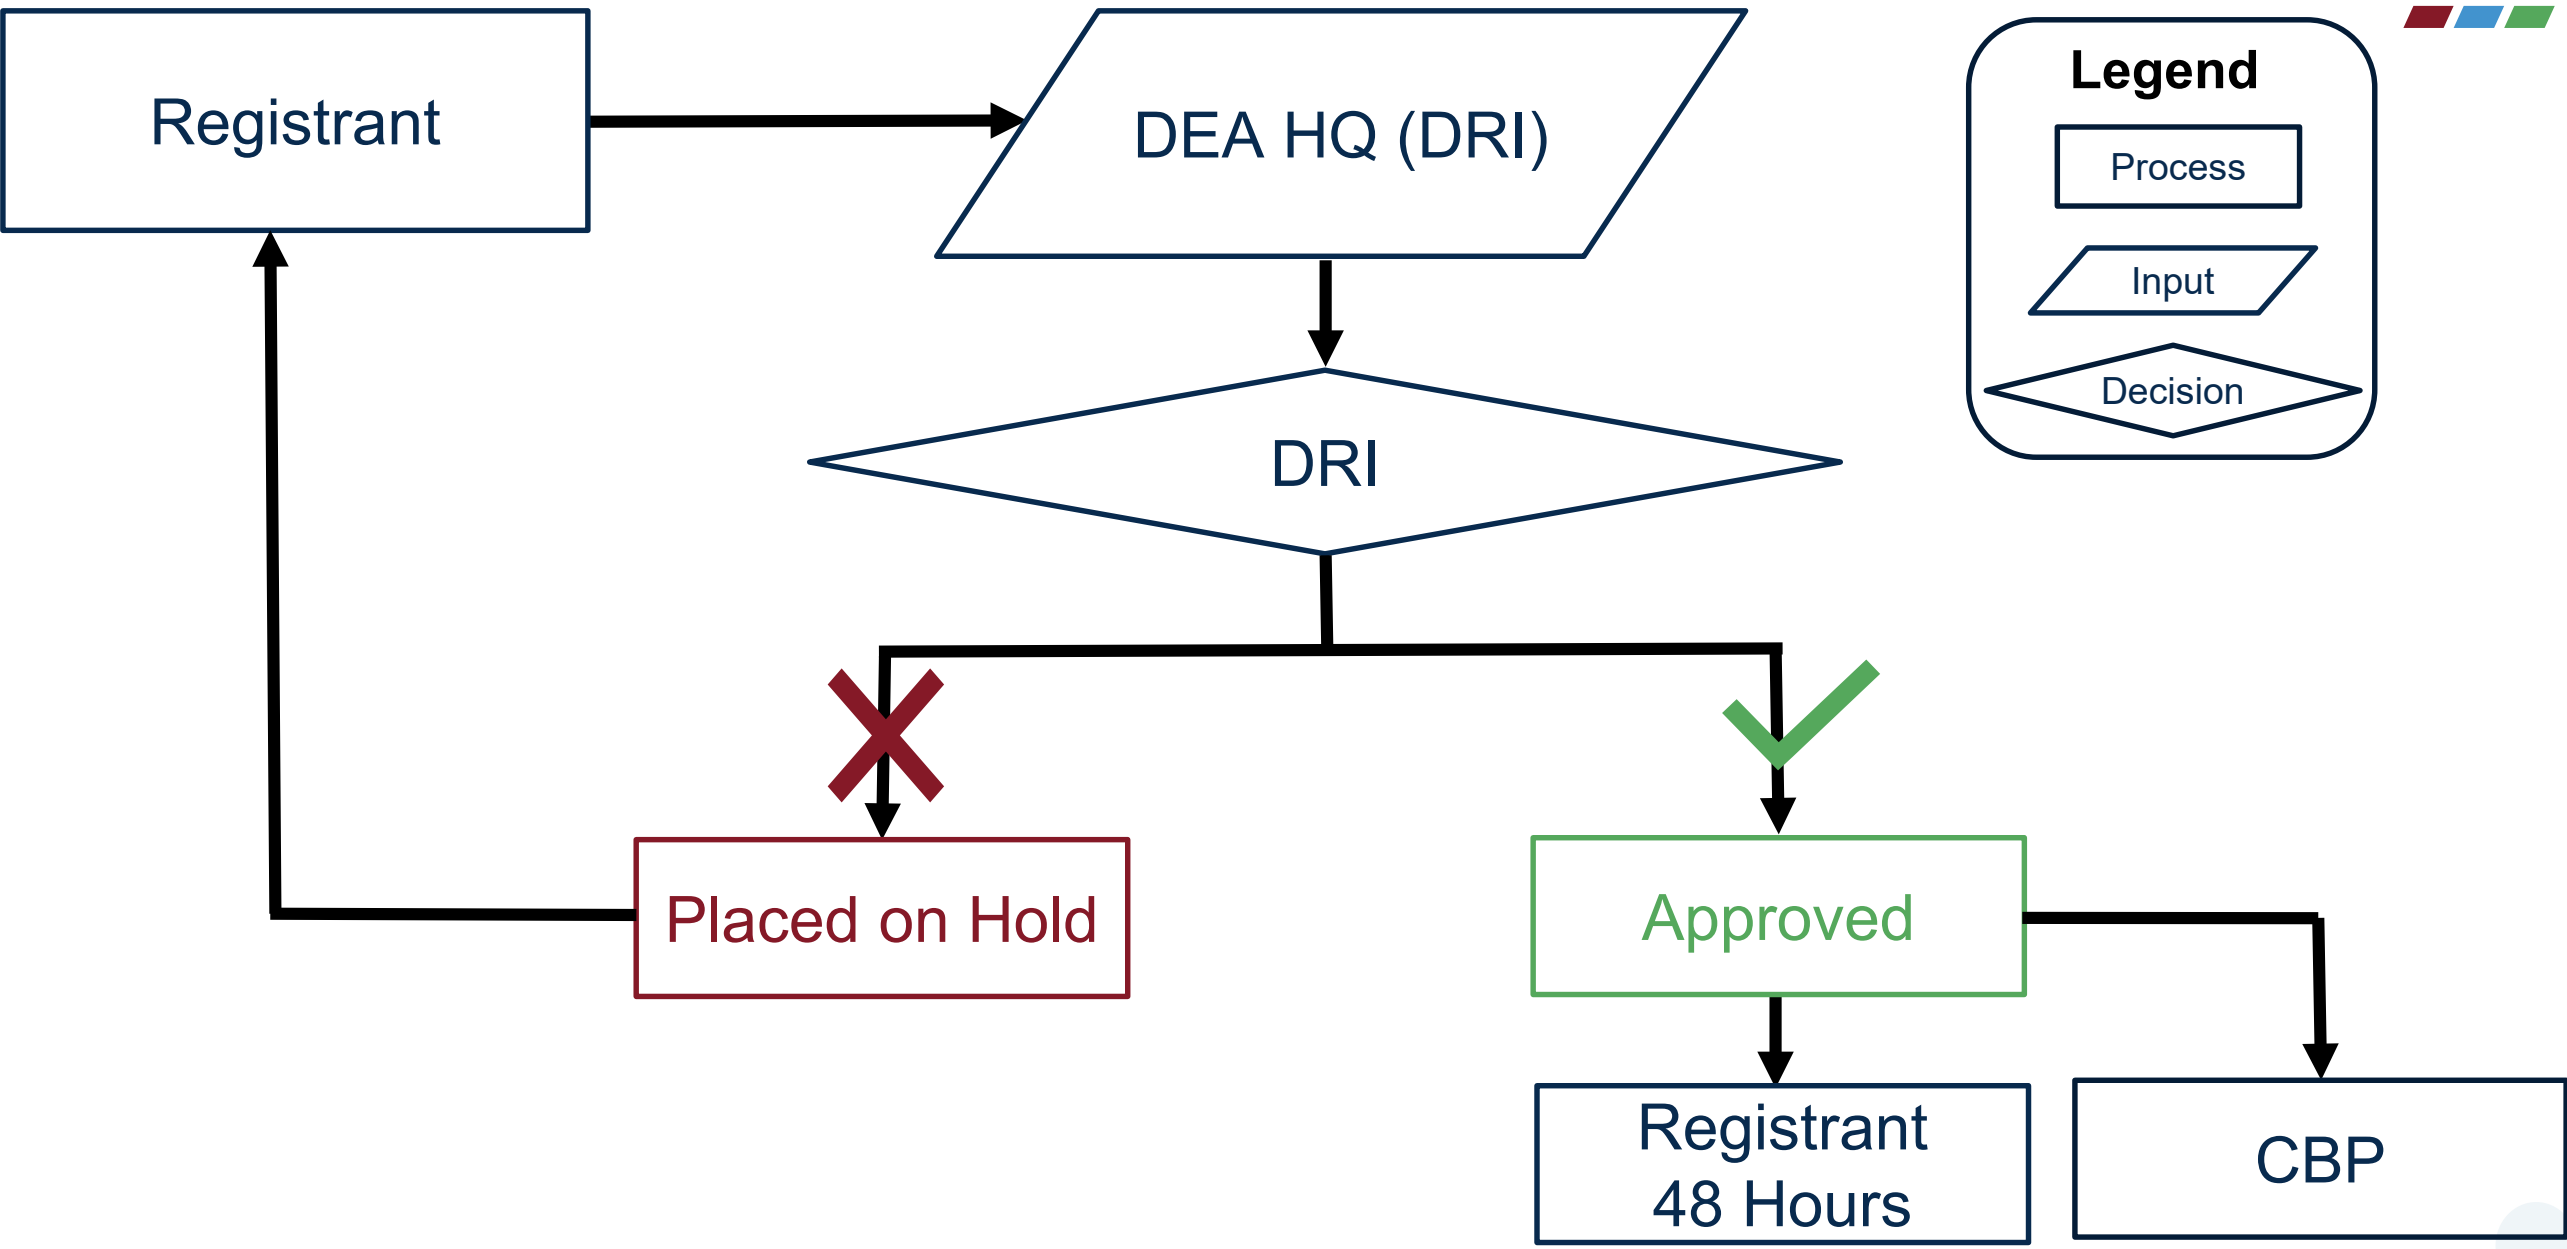 Registrant
DEA HQ (DRI)
Legend
Process
Input
Decision
DRI
Placed on Hold
Approved
Registrant
48 Hours
CBP